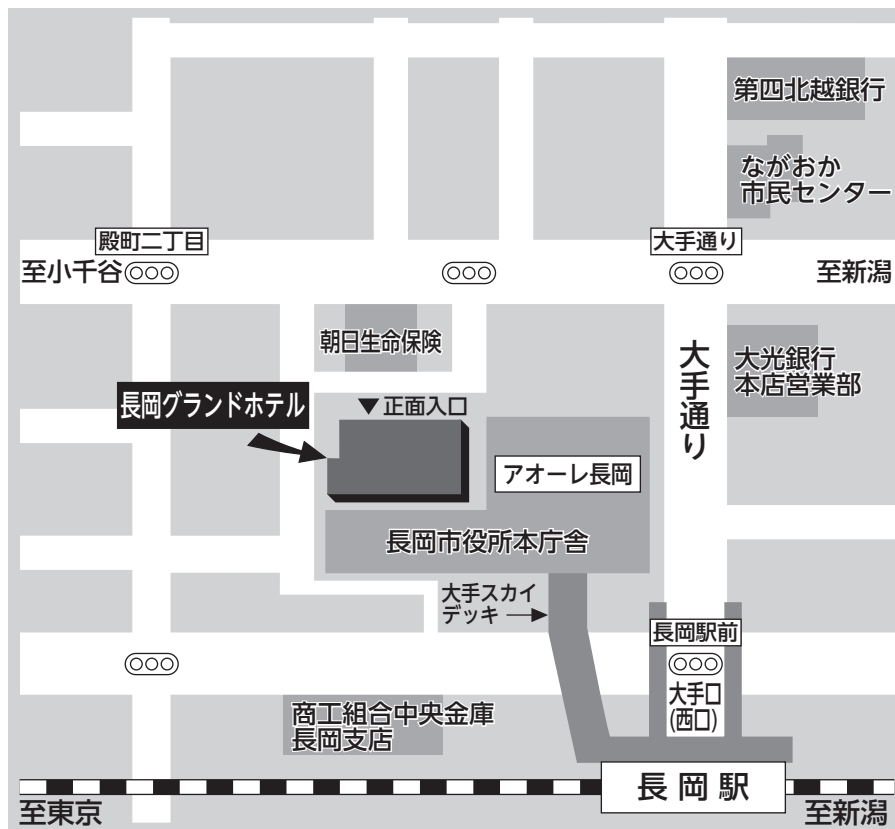 第四北越銀行
ながおか
市民センター
殿町二丁目
大手通り
至小千谷
至新潟
朝日生命保険
大手通り
大光銀行
本店営業部
長岡グランドホテル
▼正面入口
アオーレ長岡
長岡市役所本庁舎
大手スカイ
デッキ
長岡駅前
大手口
(西口)
商工組合中央金庫
長岡支店
長岡駅
至東京
至新潟